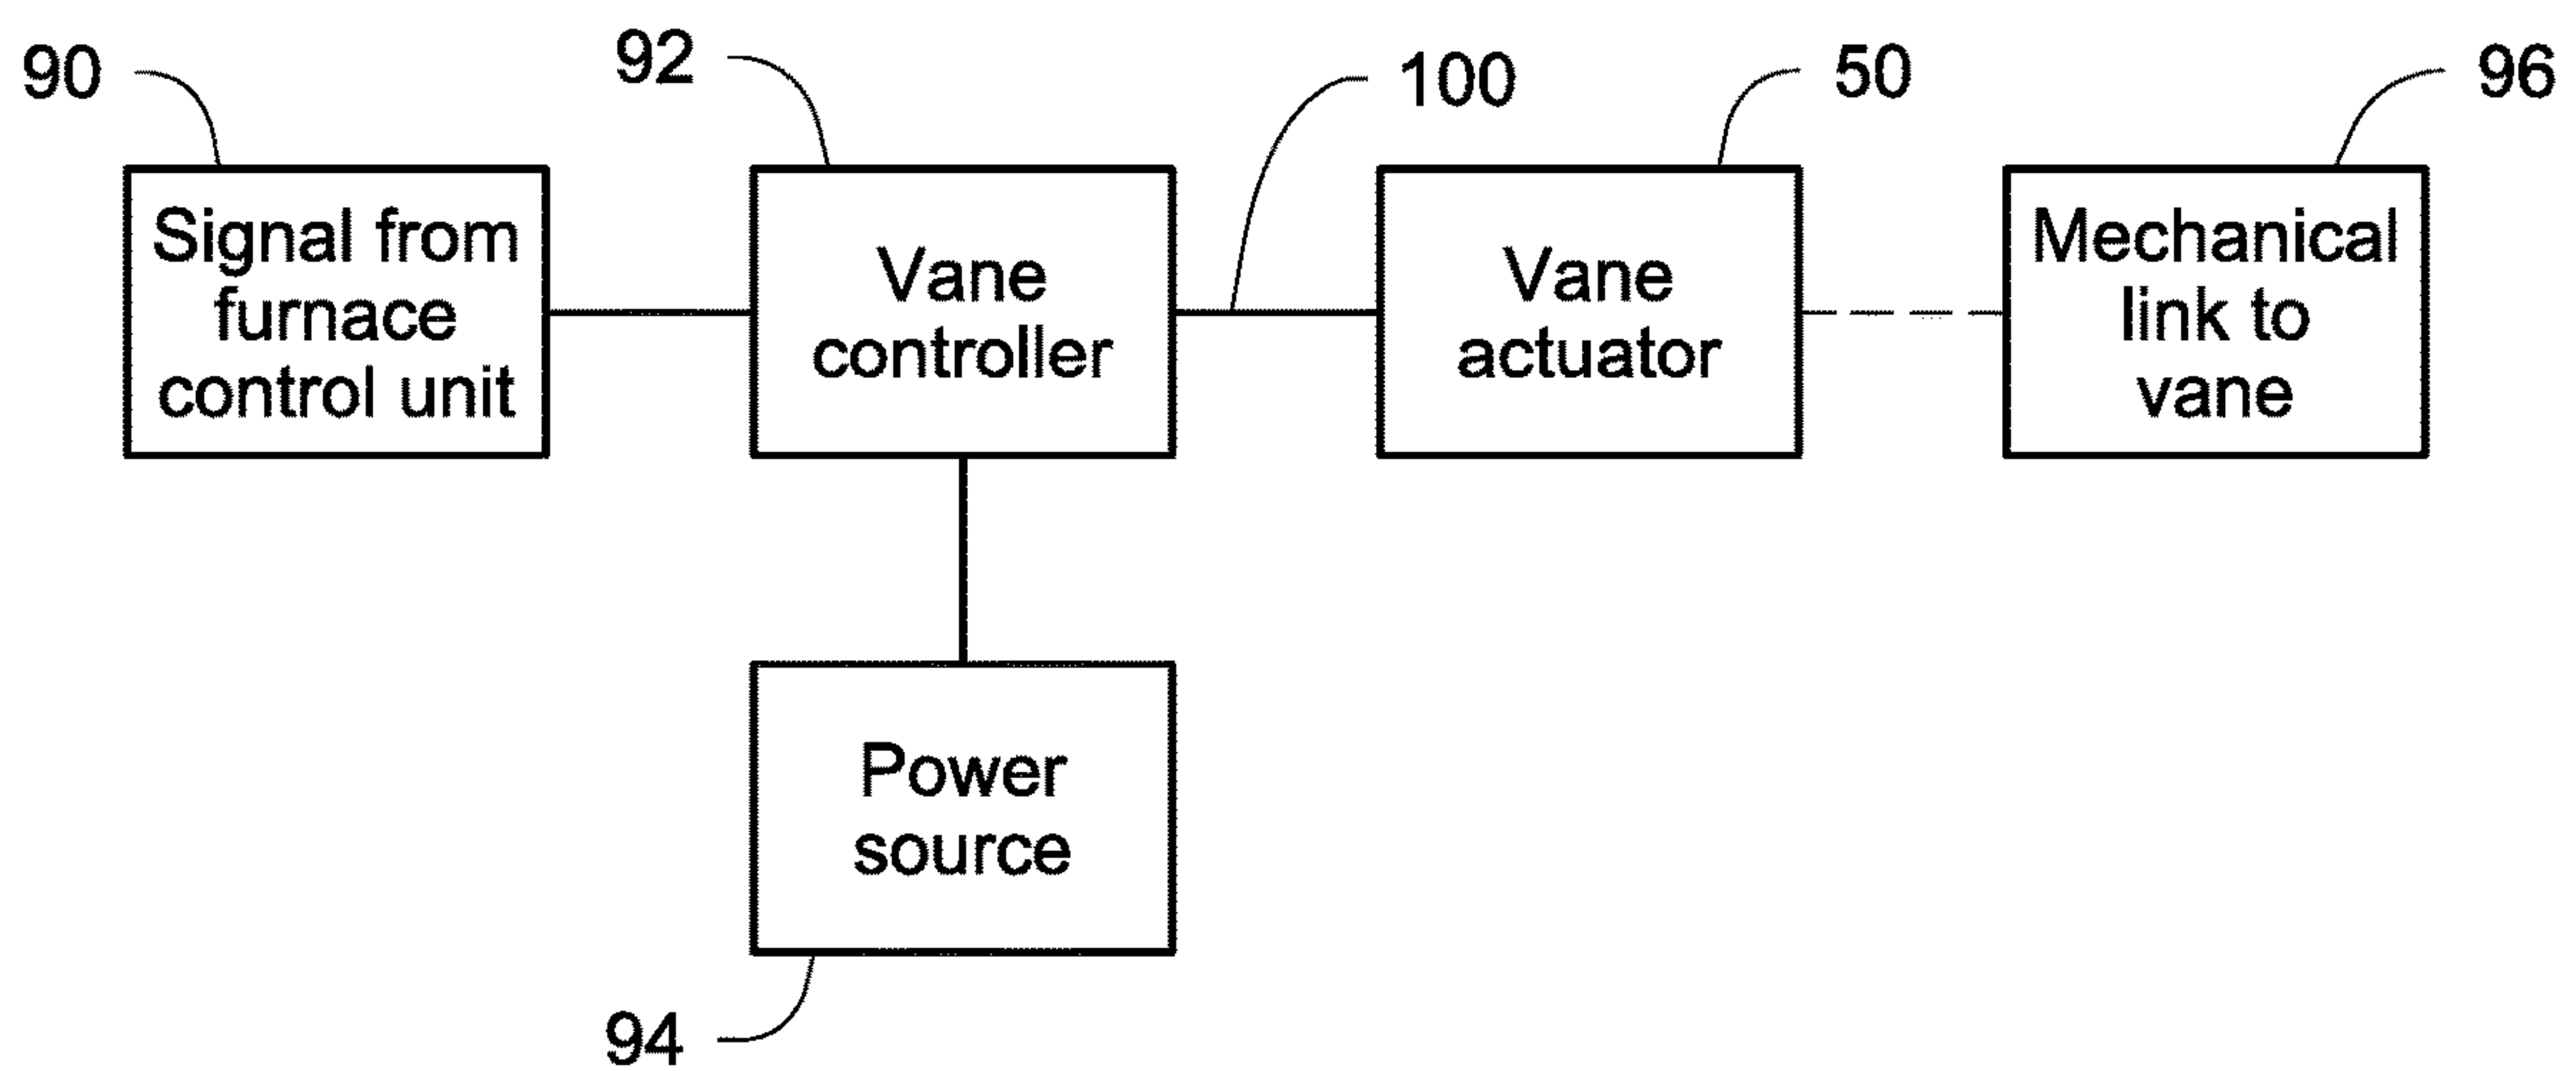 90
92
100
50
96
Signal from
furnace
control unit
Vane
controller
Vane
actuator
Mechanical
link to
vane
Power
source
94